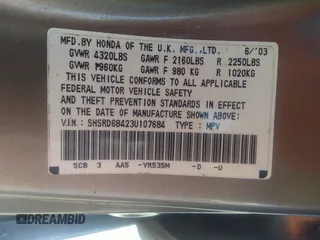 MFD.BY HONDA OF THE U.K. MFG.,LTD. 6/'03
GVWR 4320LBS GAWR F 2160LBS R 2250LBS
GVWR 1960KG GAWR F 980 KG R 1020KG
THIS VEHICLE CONFORMS TO ALL APPLICABLE
FEDERAL MOTOR VEHICLE SAFETY
AND THEFT PREVENTION STANDARDS IN EFFECT
ON THE DATE OF MANUFACTURE SHOWN ABOVE.
V.I.N.: SHSRD68423U107684 TYPE: MPV
SCB 3 AA5 -YR535M -D -U
DREAMBID